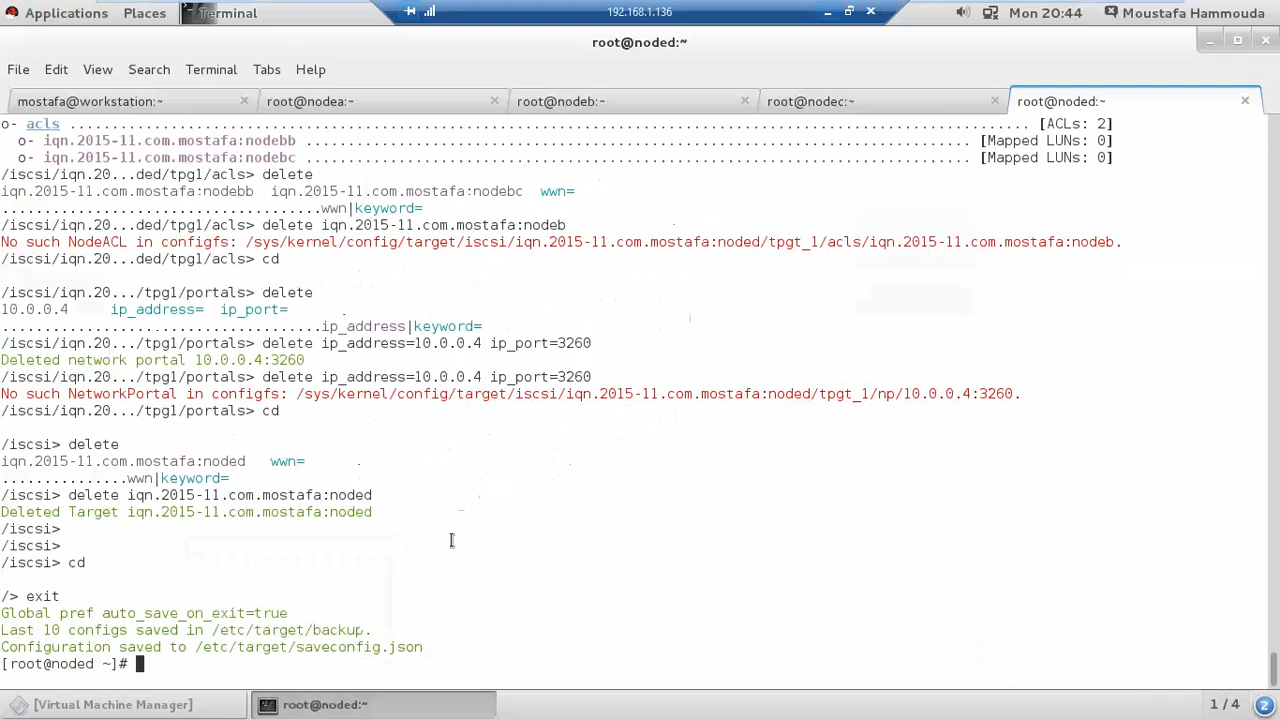 Applications Places Terminal 192.168.1.136 Mon 20:44 Moustafa Hammouda
root@noded:~
File Edit View Search Terminal Tabs Help
mostafa@workstation:~ root@nodea:~ root@nodeb:~ root@nodec:~ root@noded:~
o- acls ................................................................................................................ [ACLs: 2]
o- iqn.2015-11.com.mostafa:nodebb ............................................................................... [Mapped LUNs: 0]
o- iqn.2015-11.com.mostafa:nodebc ............................................................................... [Mapped LUNs: 0]
/iscsi/iqn.20...ded/tpg1/acls> delete
iqn.2015-11.com.mostafa:nodebb iqn.2015-11.com.mostafa:nodebc wwn=
......................................wwn|keyword=
/iscsi/iqn.20...ded/tpg1/acls> delete iqn.2015-11.com.mostafa:nodeb
No such NodeACL in configfs: /sys/kernel/config/target/iscsi/iqn.2015-11.com.mostafa:noded/tpgt_1/acls/iqn.2015-11.com.mostafa:nodeb.
/iscsi/iqn.20...ded/tpg1/acls> cd
/iscsi/iqn.20.../tpg1/portals> delete
10.0.0.4 ip_address= ip_port=
......................................ip_address|keyword=
/iscsi/iqn.20.../tpg1/portals> delete ip_address=10.0.0.4 ip_port=3260
Deleted network portal 10.0.0.4:3260
/iscsi/iqn.20.../tpg1/portals> delete ip_address=10.0.0.4 ip_port=3260
No such NetworkPortal in configfs: /sys/kernel/config/target/iscsi/iqn.2015-11.com.mostafa:noded/tpgt_1/np/10.0.0.4:3260.
/iscsi/iqn.20.../tpg1/portals> cd
/iscsi> delete
iqn.2015-11.com.mostafa:noded wwn=
...............wwn|keyword=
/iscsi> delete iqn.2015-11.com.mostafa:noded
Deleted Target iqn.2015-11.com.mostafa:noded
/iscsi>
/iscsi>
/iscsi> cd
/> exit
Global pref auto_save_on_exit=true
Last 10 configs saved in /etc/target/backup.
Configuration saved to /etc/target/saveconfig.json
[root@noded ~]#
[Virtual Machine Manager] root@noded:~ 1 / 4 2